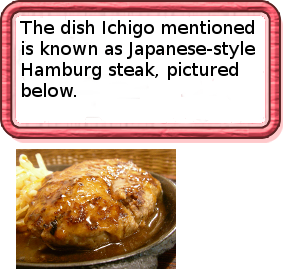 The dish Ichigo mentioned
is known as Japanese-style
Hamburg steak, pictured
below.